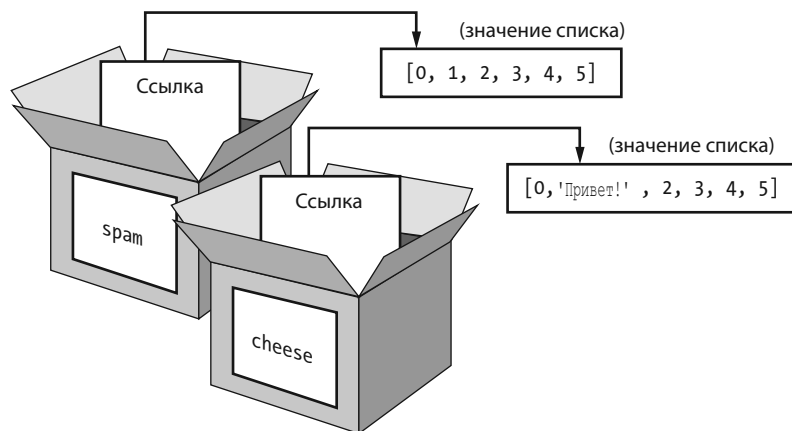 (значение списка)
[0, 1, 2, 3, 4, 5]
Ссылка
(значение списка)
[0,'Привет!' , 2, 3, 4, 5]
Ссылка
spam
cheese